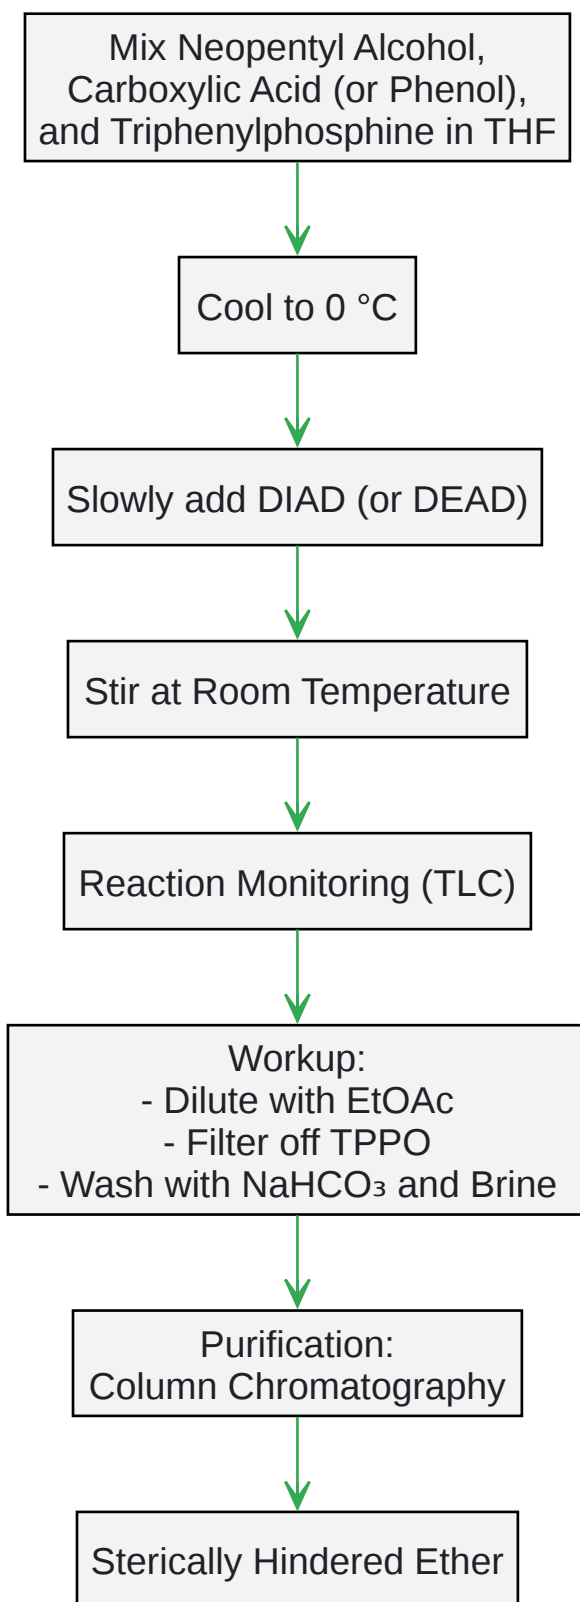 Mix Neopentyl Alcohol,
Carboxylic Acid (or Phenol),
and Triphenylphosphine in THF
Cool to 0 °C
Slowly add DIAD (or DEAD)
Stir at Room Temperature
Reaction Monitoring (TLC)
Workup:
- Dilute with EtOAc
- Filter off TPPO
- Wash with NaHCO₃ and Brine
Purification:
Column Chromatography
Sterically Hindered Ether